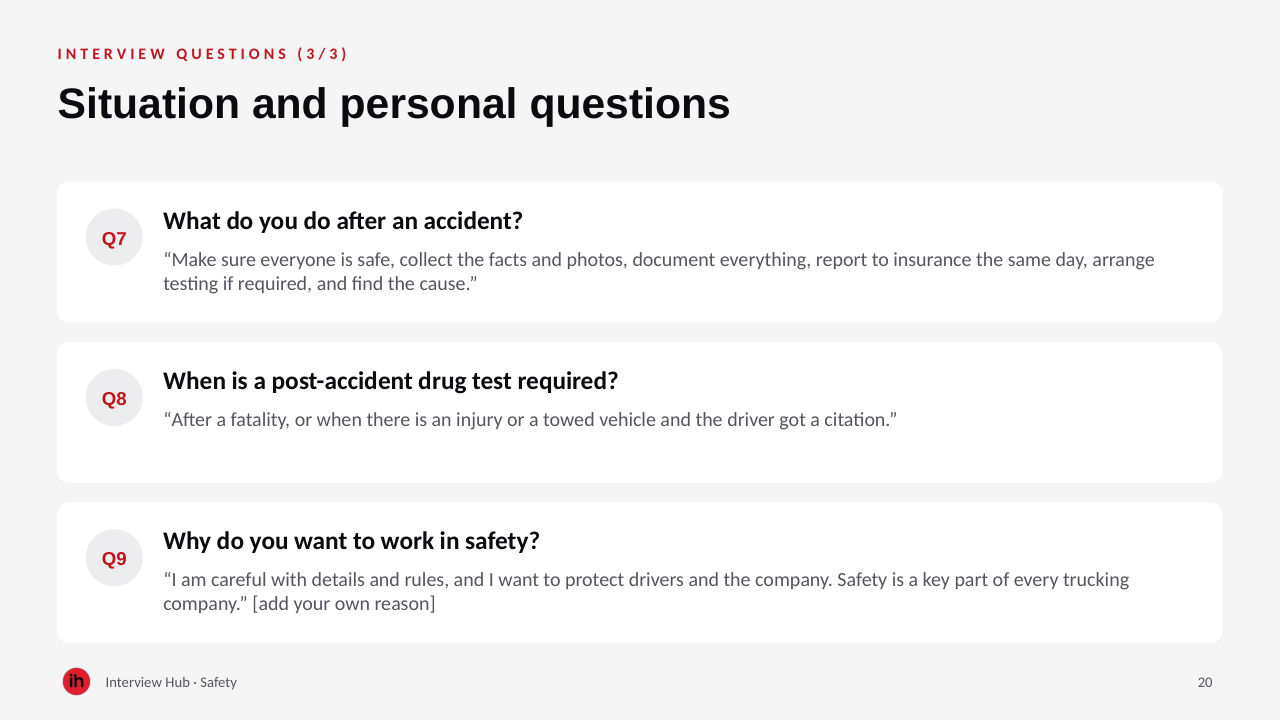 INTERVIEW QUESTIONS (3/3)
Situation and personal questions
Q7
What do you do after an accident?
“Make sure everyone is safe, collect the facts and photos, document everything, report to insurance the same day, arrange
testing if required, and find the cause.”
Q8
When is a post-accident drug test required?
“After a fatality, or when there is an injury or a towed vehicle and the driver got a citation.”
Q9
Why do you want to work in safety?
“I am careful with details and rules, and I want to protect drivers and the company. Safety is a key part of every trucking
company.” [add your own reason]
ih
Interview Hub · Safety
20